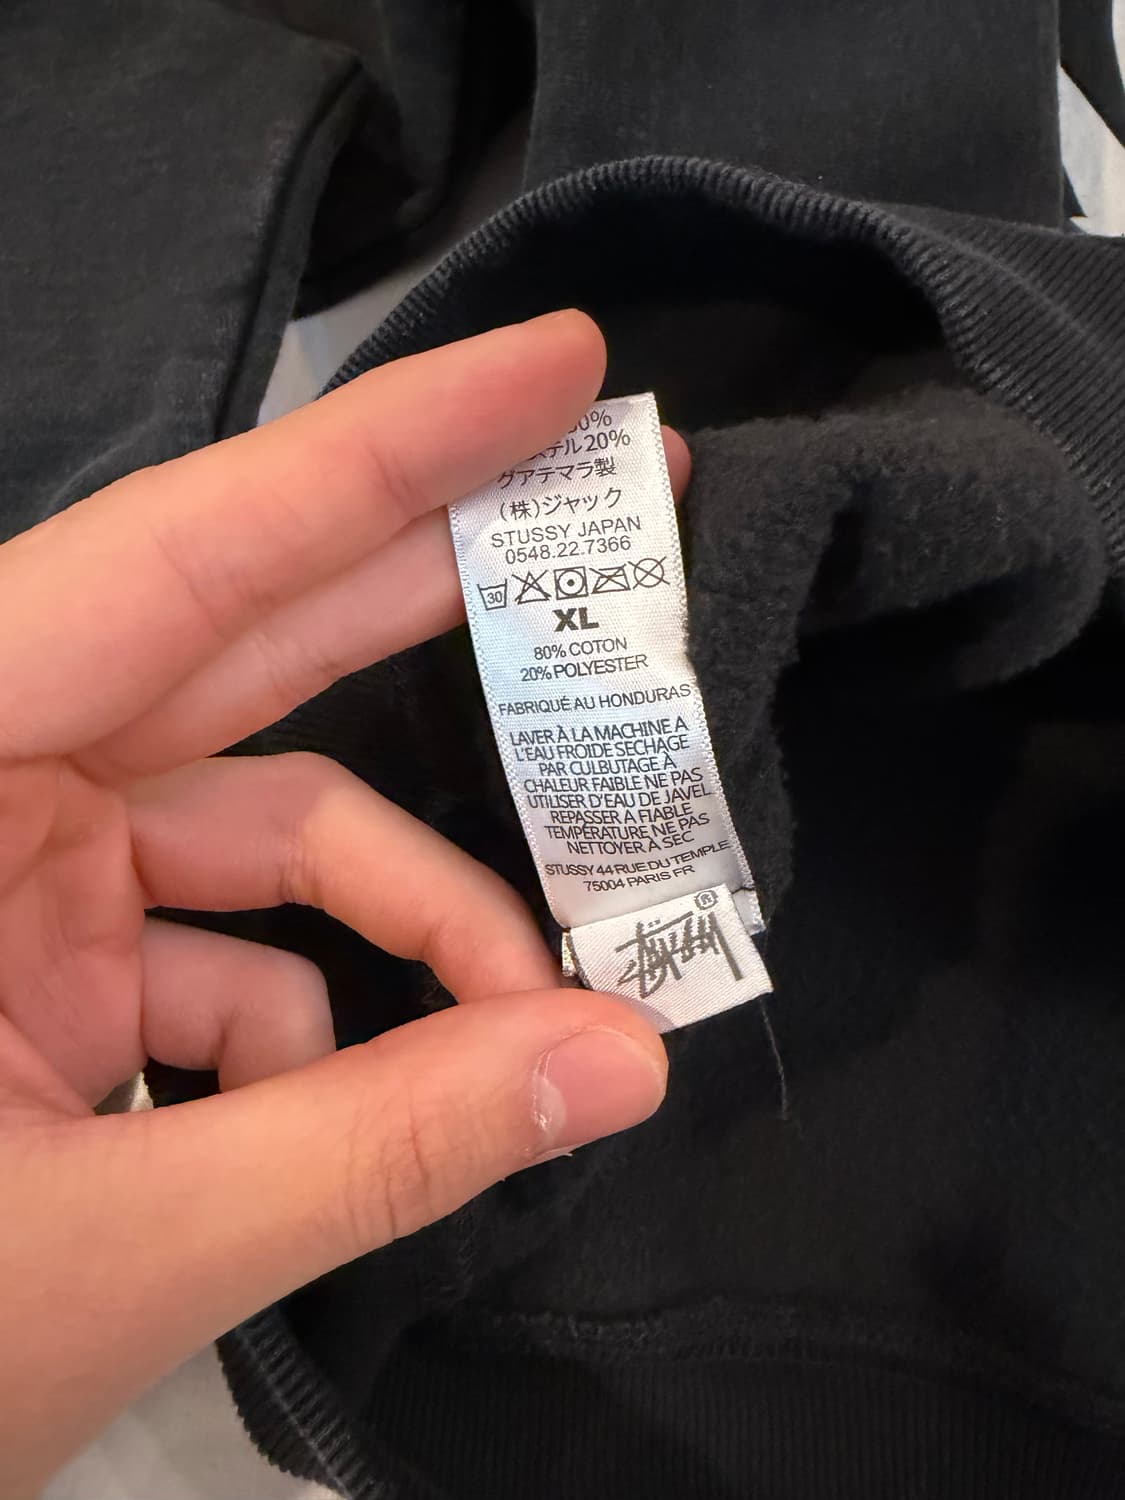 80%
ステル20%
グアテマラ製
(株)ジャック
STUSSY JAPAN
0548.22.7366
30
XL
80% COTON
20% POLYESTER
FABRIQUÉ AU HONDURAS
LAVER À LA MACHINE A
L'EAU FROIDE SECHAGE
PAR CULBUTAGE À
CHALEUR FAIBLE NE PAS
UTILISER D'EAU DE JAVEL
REPASSER A FIABLE
TEMPÉRATURE NE PAS
NETTOYER À SEC
STUSSY 44 RUE DU TEMPLE
75004 PARIS FR
STÜSSY ®